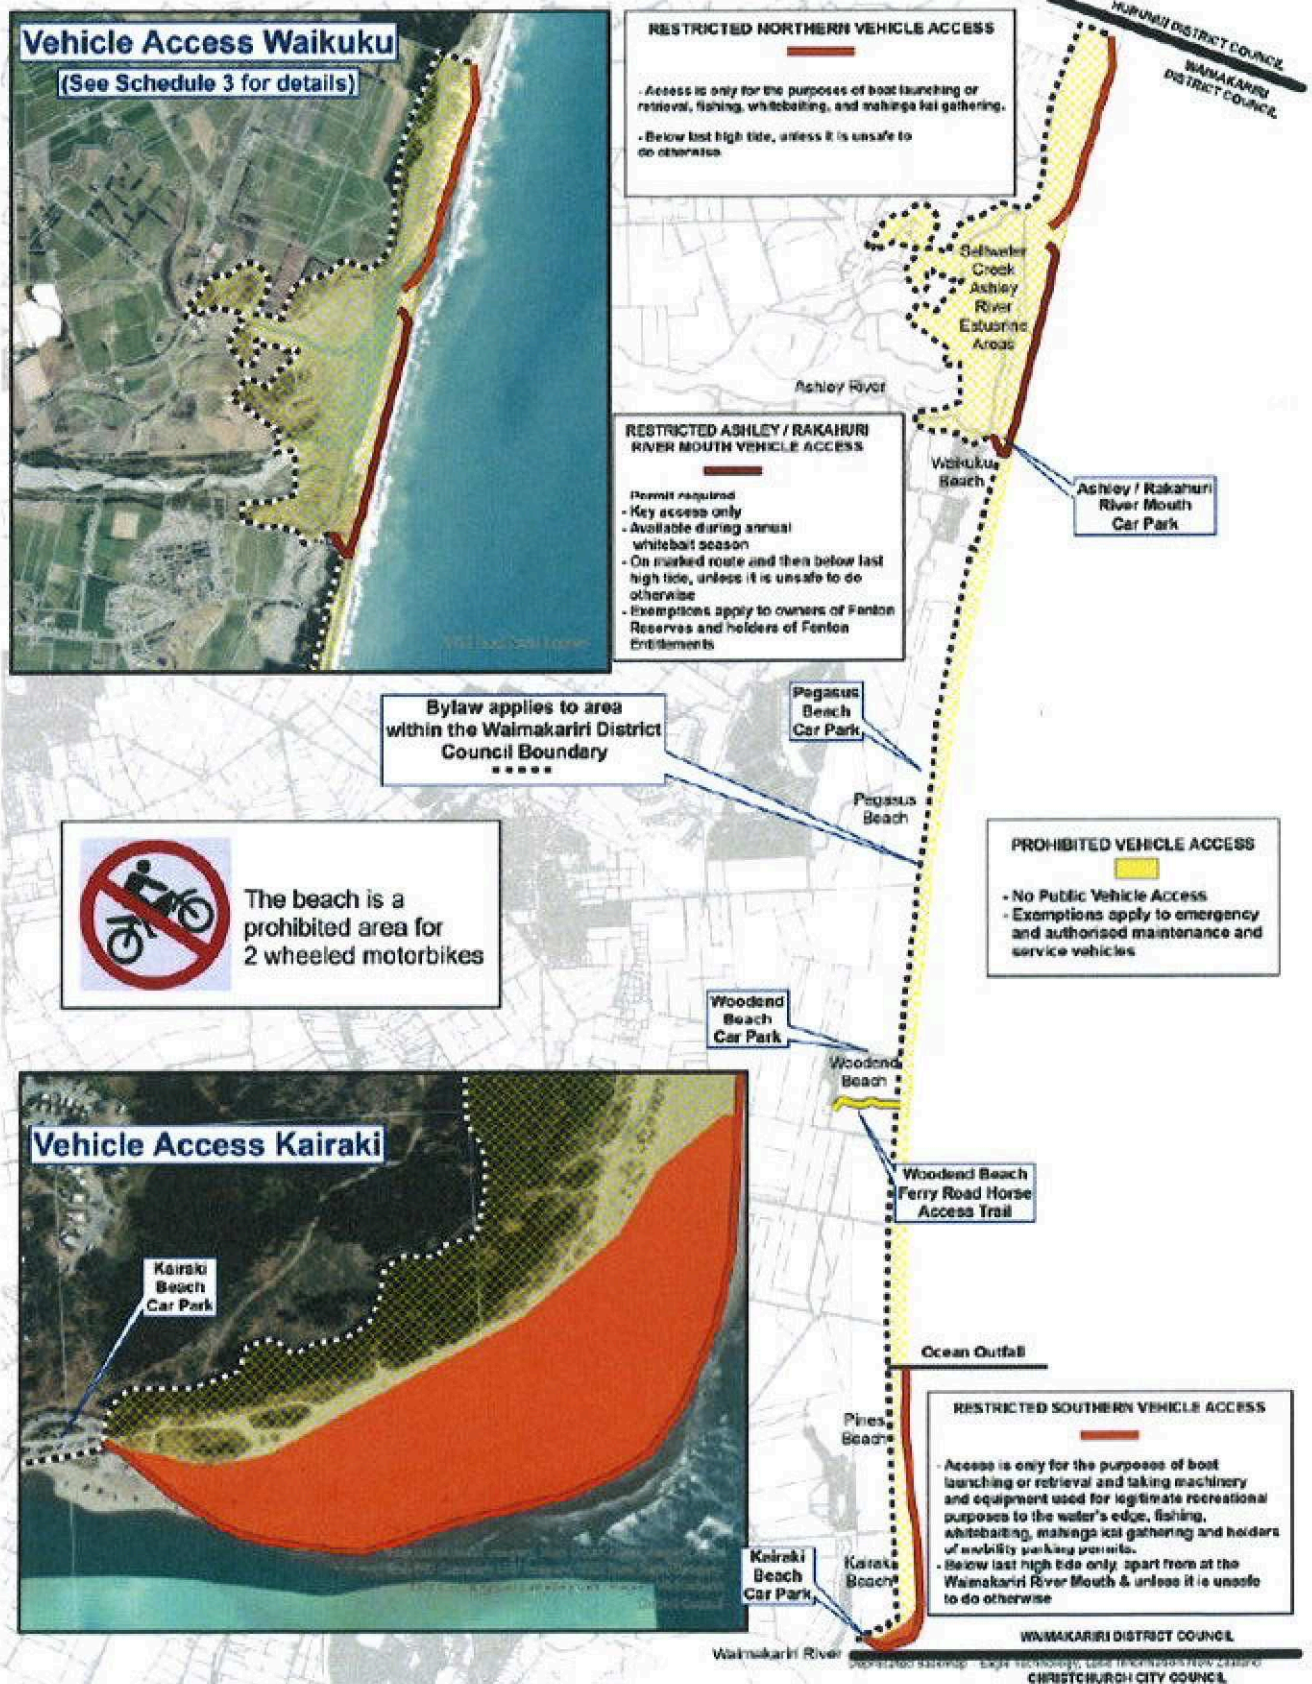 Vehicle Access Waikuku
(See Schedule 3 for details)
RESTRICTED NORTHERN VEHICLE ACCESS
- Access is only for the purposes of boat launching or
retrieval, fishing, whitebaiting, and mahinga kai gathering.
- Below last high tide, unless it is unsafe to
do otherwise
HURUNUI DISTRICT COUNCIL
WAIMAKARIRI
DISTRICT COUNCIL
Saltwater
Creek
Ashley
River
Estuarine
Areas
Ashley River
RESTRICTED ASHLEY / RAKAHURI
RIVER MOUTH VEHICLE ACCESS
Permit required
- Key access only
- Available during annual
whitebait season
- On marked route and then below last
high tide, unless it is unsafe to do
otherwise
- Exemptions apply to owners of Fenton
Reserves and holders of Fenton
Entitlements
Waikuku
Beach
Ashley / Rakahuri
River Mouth
Car Park
Bylaw applies to area
within the Waimakariri District
Council Boundary
Pegasus
Beach
Car Park
Pegasus
Beach
The beach is a
prohibited area for
2 wheeled motorbikes
PROHIBITED VEHICLE ACCESS
- No Public Vehicle Access
- Exemptions apply to emergency
and authorised maintenance and
service vehicles
Woodend
Beach
Car Park
Woodend
Beach
Woodend Beach
Ferry Road Horse
Access Trail
Vehicle Access Kairaki
Kairaki
Beach
Car Park
Ocean Outfall
Pines
Beach
RESTRICTED SOUTHERN VEHICLE ACCESS
- Access is only for the purposes of boat
launching or retrieval and taking machinery
and equipment used for legitimate recreational
purposes to the water's edge, fishing,
whitebaiting, mahinga kai gathering and holders
of mobility parking permits.
- Below last high tide only, apart from at the
Waimakariri River Mouth & unless it is unsafe
to do otherwise
Kairaki
Beach
Car Park
Kairaki
Beach
Waimakariri River
WAIMAKARIRI DISTRICT COUNCIL
CHRISTCHURCH CITY COUNCIL